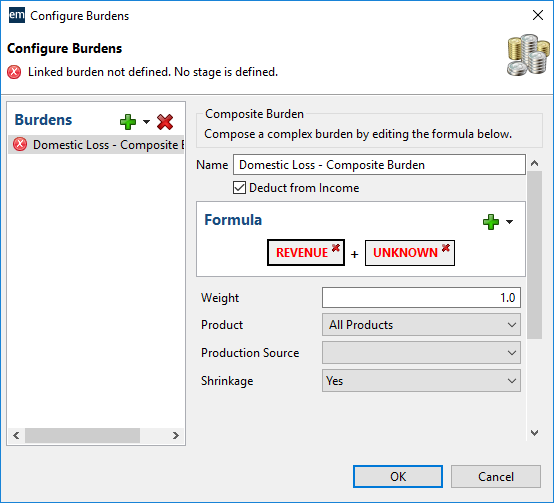 em Configure Burdens
Configure Burdens
Linked burden not defined. No stage is defined.
Burdens
Domestic Loss - Composite B
Composite Burden
Compose a complex burden by editing the formula below.
Name Domestic Loss - Composite Burden
Deduct from Income
Formula
REVENUE + UNKNOWN
Weight 1.0
Product All Products
Production Source
Shrinkage Yes
OK Cancel